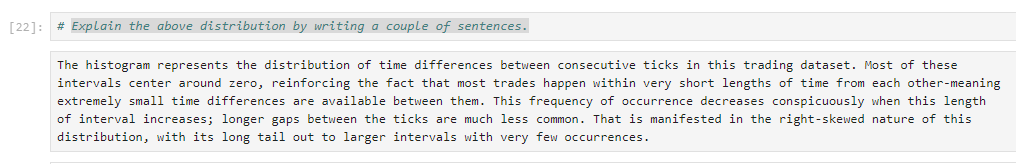 [22]: # Explain the above distribution by writing a couple of sentences.
The histogram represents the distribution of time differences between consecutive ticks in this trading dataset. Most of these
intervals center around zero, reinforcing the fact that most trades happen within very short lengths of time from each other-meaning
extremely small time differences are available between them. This frequency of occurrence decreases conspicuously when this length
of interval increases; longer gaps between the ticks are much less common. That is manifested in the right-skewed nature of this
distribution, with its long tail out to larger intervals with very few occurrences.